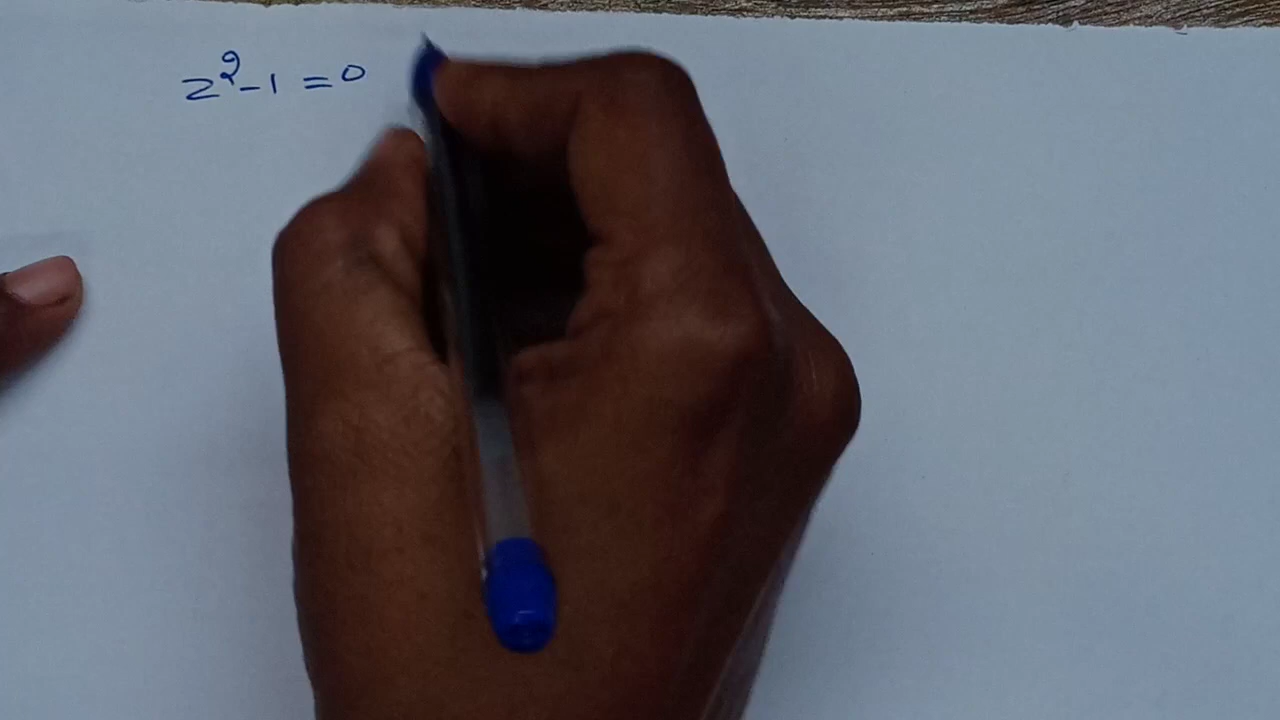 z² - 1 = 0